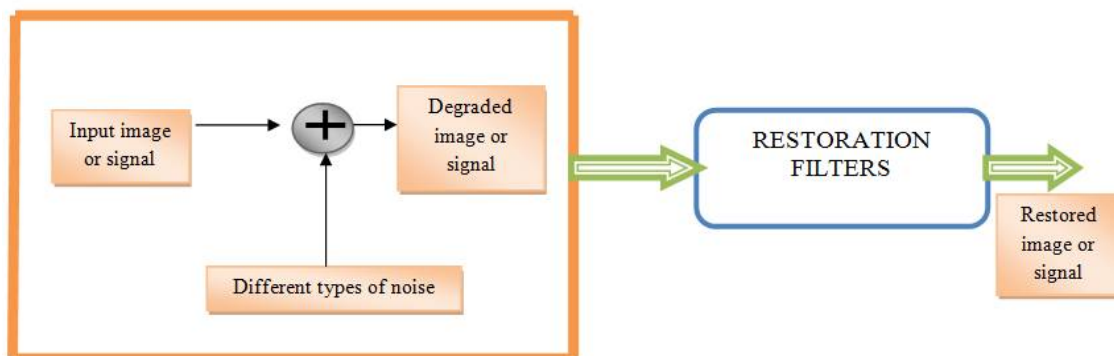 Input image
or signal
+
Degraded
image or
signal
Different types of noise
RESTORATION
FILTERS
Restored
image or
signal